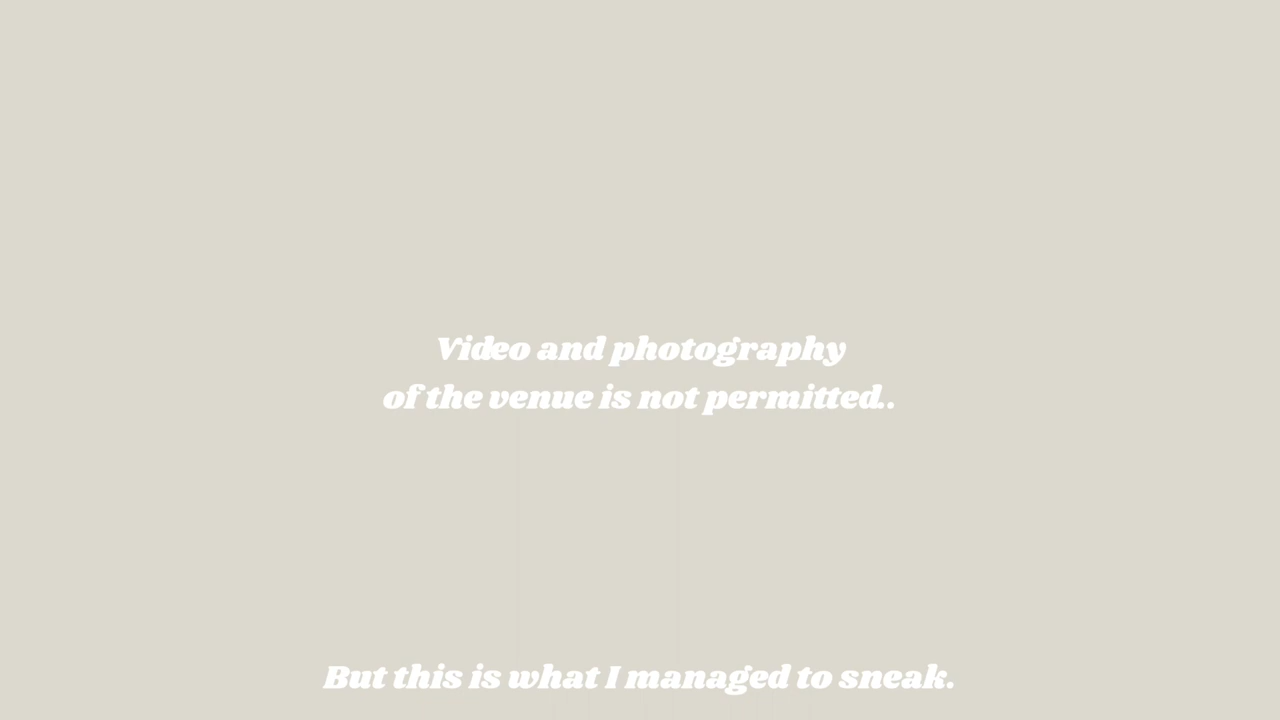 Video and photography
of the venue is not permitted..
But this is what I managed to sneak.